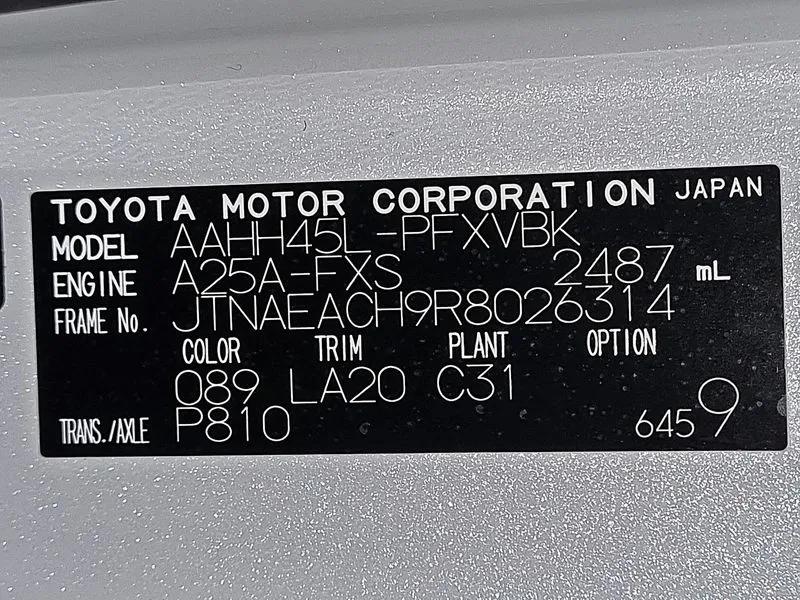 TOYOTA MOTOR CORPORATION JAPAN
MODEL AAHH45L-PFXVBK
ENGINE A25A-FXS 2487 mL
FRAME No. JTNAEACH9R8026314
COLOR TRIM PLANT OPTION
089 LA20 C31
TRANS./AXLE P810 6459